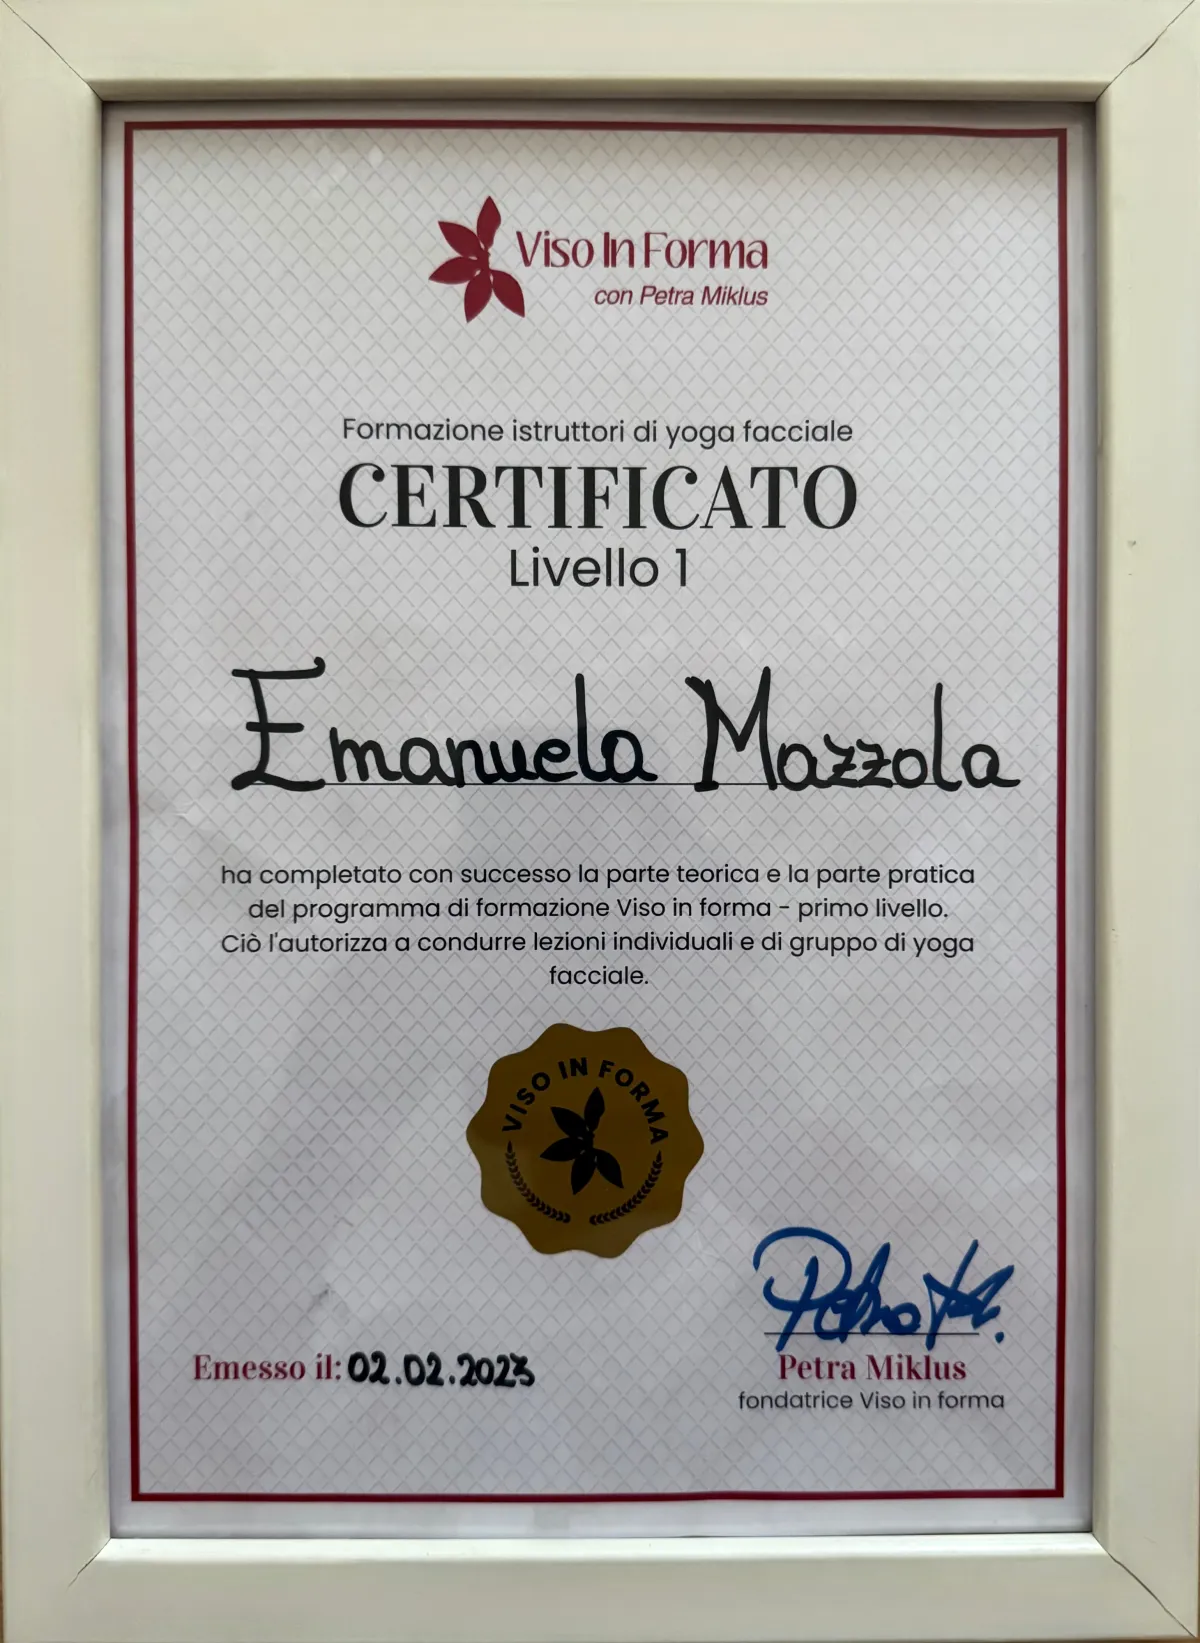 Viso In Forma
con Petra Miklus
Formazione istruttori di yoga facciale
CERTIFICATO
Livello 1
Emanuela Mazzola
ha completato con successo la parte teorica e la parte pratica
del programma di formazione Viso in forma - primo livello.
Ciò l'autorizza a condurre lezioni individuali e di gruppo di yoga
facciale.
VISO IN FORMA
Emesso il: 02.02.2023
Petra Miklus
fondatrice Viso in forma